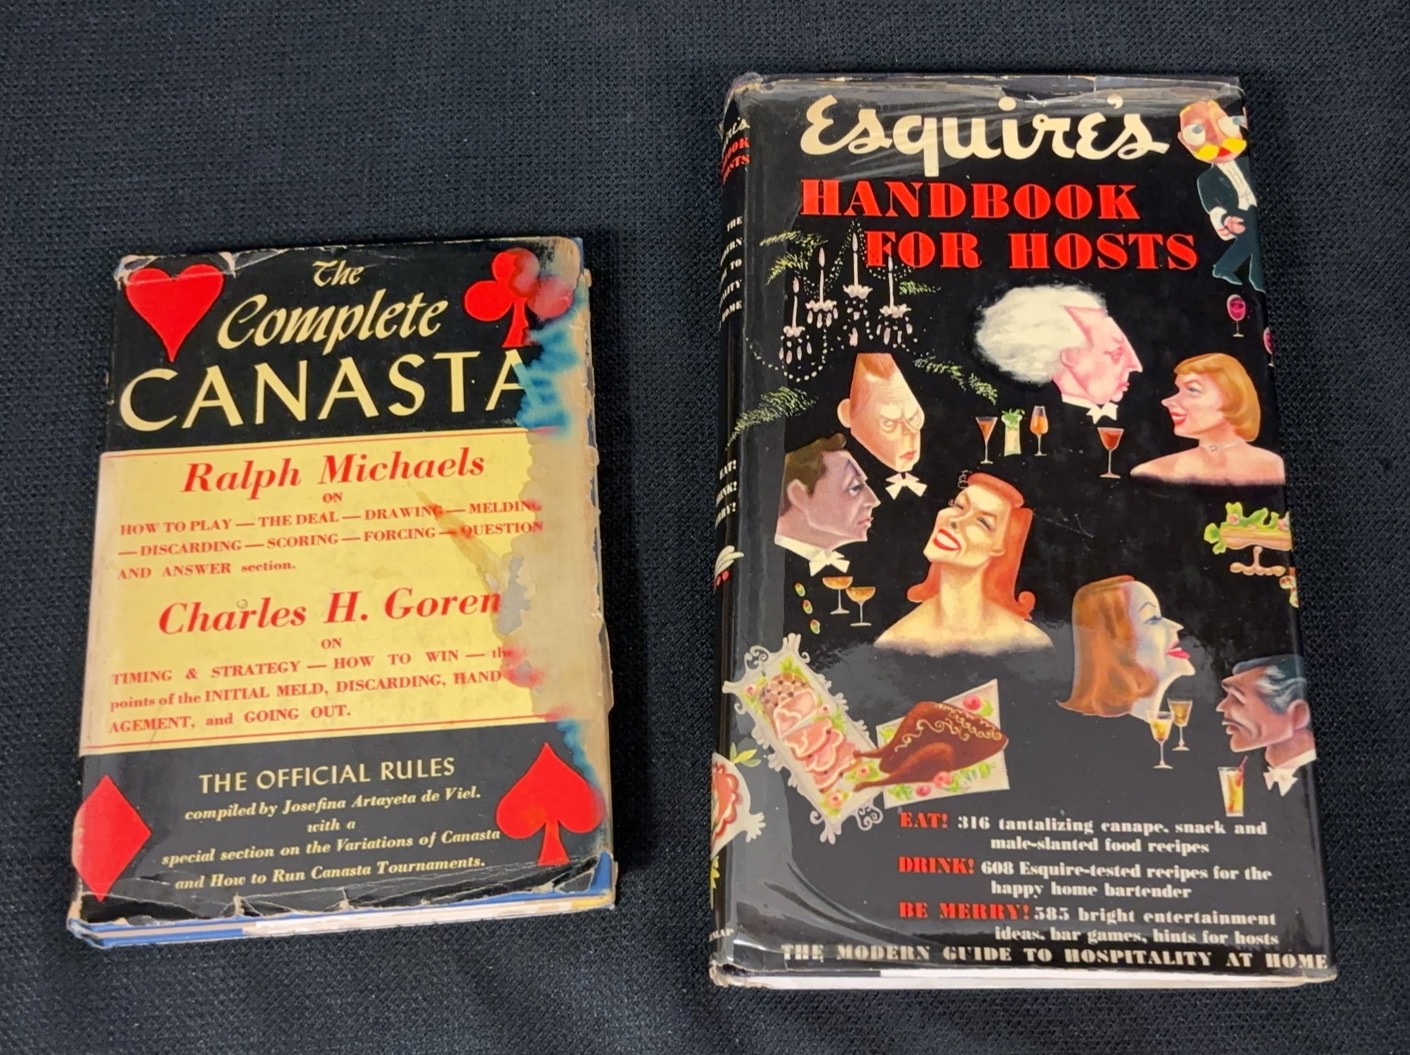 The
Complete
CANASTA
Ralph Michaels
ON
HOW TO PLAY — THE DEAL — DRAWING — MELDING
— DISCARDING — SCORING — FORCING — QUESTION
AND ANSWER section.
Charles H. Goren
ON
TIMING & STRATEGY — HOW TO WIN — the
points of the INITIAL MELD, DISCARDING, HAND
AGEMENT, and GOING OUT.
THE OFFICIAL RULES
compiled by Josefina Artayeta de Viel.
with a
special section on the Variations of Canasta
and How to Run Canasta Tournaments.
Esquire's
HANDBOOK
FOR HOSTS
EAT! 316 tantalizing canape, snack and
male-slanted food recipes
DRINK! 608 Esquire-tested recipes for the
happy home bartender
BE MERRY! 585 bright entertainment
ideas, bar games, hints for hosts
THE MODERN GUIDE TO HOSPITALITY AT HOME
THE
TO
EAT!